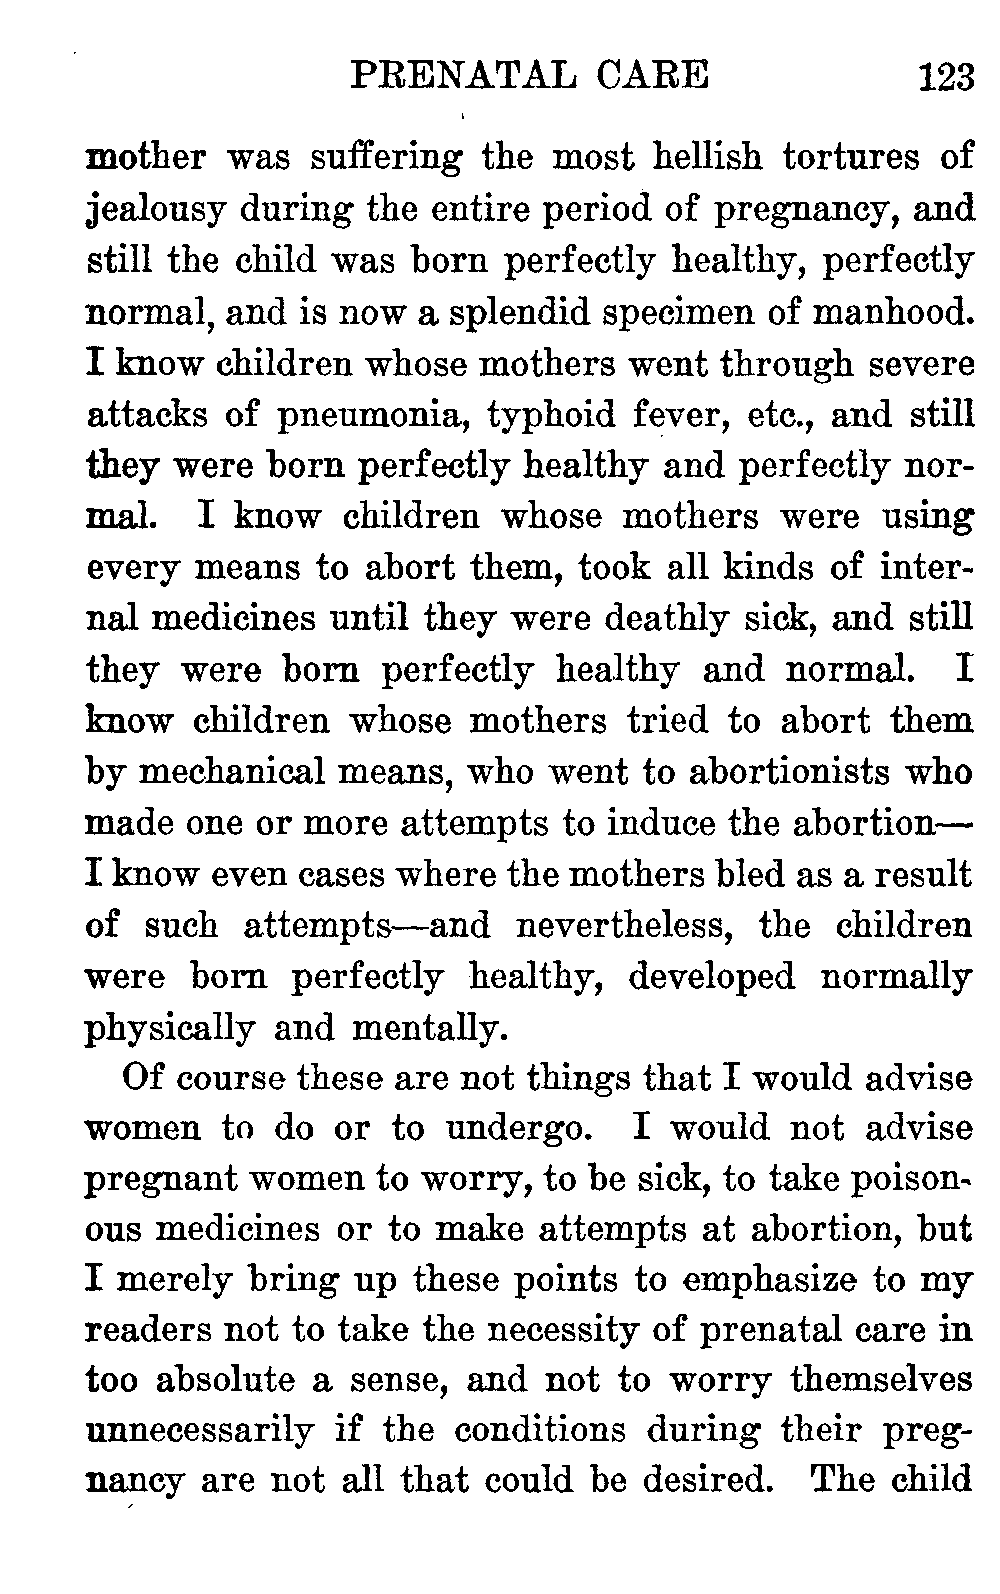 PRENATAL CARE 123
mother was suffering the most hellish tortures of
jealousy during the entire period of pregnancy, and
still the child was born perfectly healthy, perfectly
normal, and is now a splendid specimen of manhood.
I know children whose mothers went through severe
attacks of pneumonia, typhoid fever, etc., and still
they were born perfectly healthy and perfectly nor-
mal. I know children whose mothers were using
every means to abort them, took all kinds of inter-
nal medicines until they were deathly sick, and still
they were born perfectly healthy and normal. I
know children whose mothers tried to abort them
by mechanical means, who went to abortionists who
made one or more attempts to induce the abortion—
I know even cases where the mothers bled as a result
of such attempts—and nevertheless, the children
were born perfectly healthy, developed normally
physically and mentally.
Of course these are not things that I would advise
women to do or to undergo. I would not advise
pregnant women to worry, to be sick, to take poison-
ous medicines or to make attempts at abortion, but
I merely bring up these points to emphasize to my
readers not to take the necessity of prenatal care in
too absolute a sense, and not to worry themselves
unnecessarily if the conditions during their preg-
nancy are not all that could be desired. The child